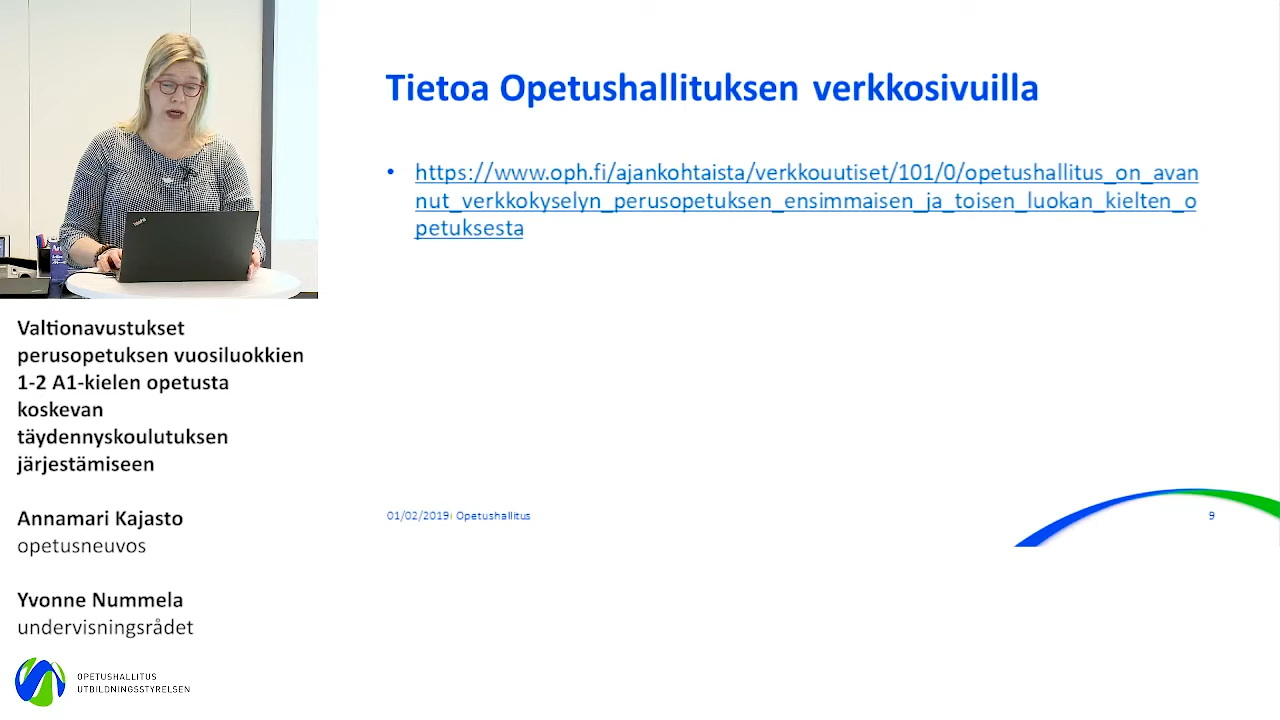 Tietoa Opetushallituksen verkkosivuilla
• https://www.oph.fi/ajankohtaista/verkkouutiset/101/0/opetushallitus_on_avan
nut_verkkokyselyn_perusopetuksen_ensimmaisen_ja_toisen_luokan_kielten_o
petuksesta
01/02/2019 Opetushallitus
9
Valtionavustukset
perusopetuksen vuosiluokkien
1-2 A1-kielen opetusta
koskevan
täydennyskoulutuksen
järjestämiseen
Annamari Kajasto
opetusneuvos
Yvonne Nummela
undervisningsrådet
OPETUSHALLITUS
UTBILDNINGSSTYRELSEN